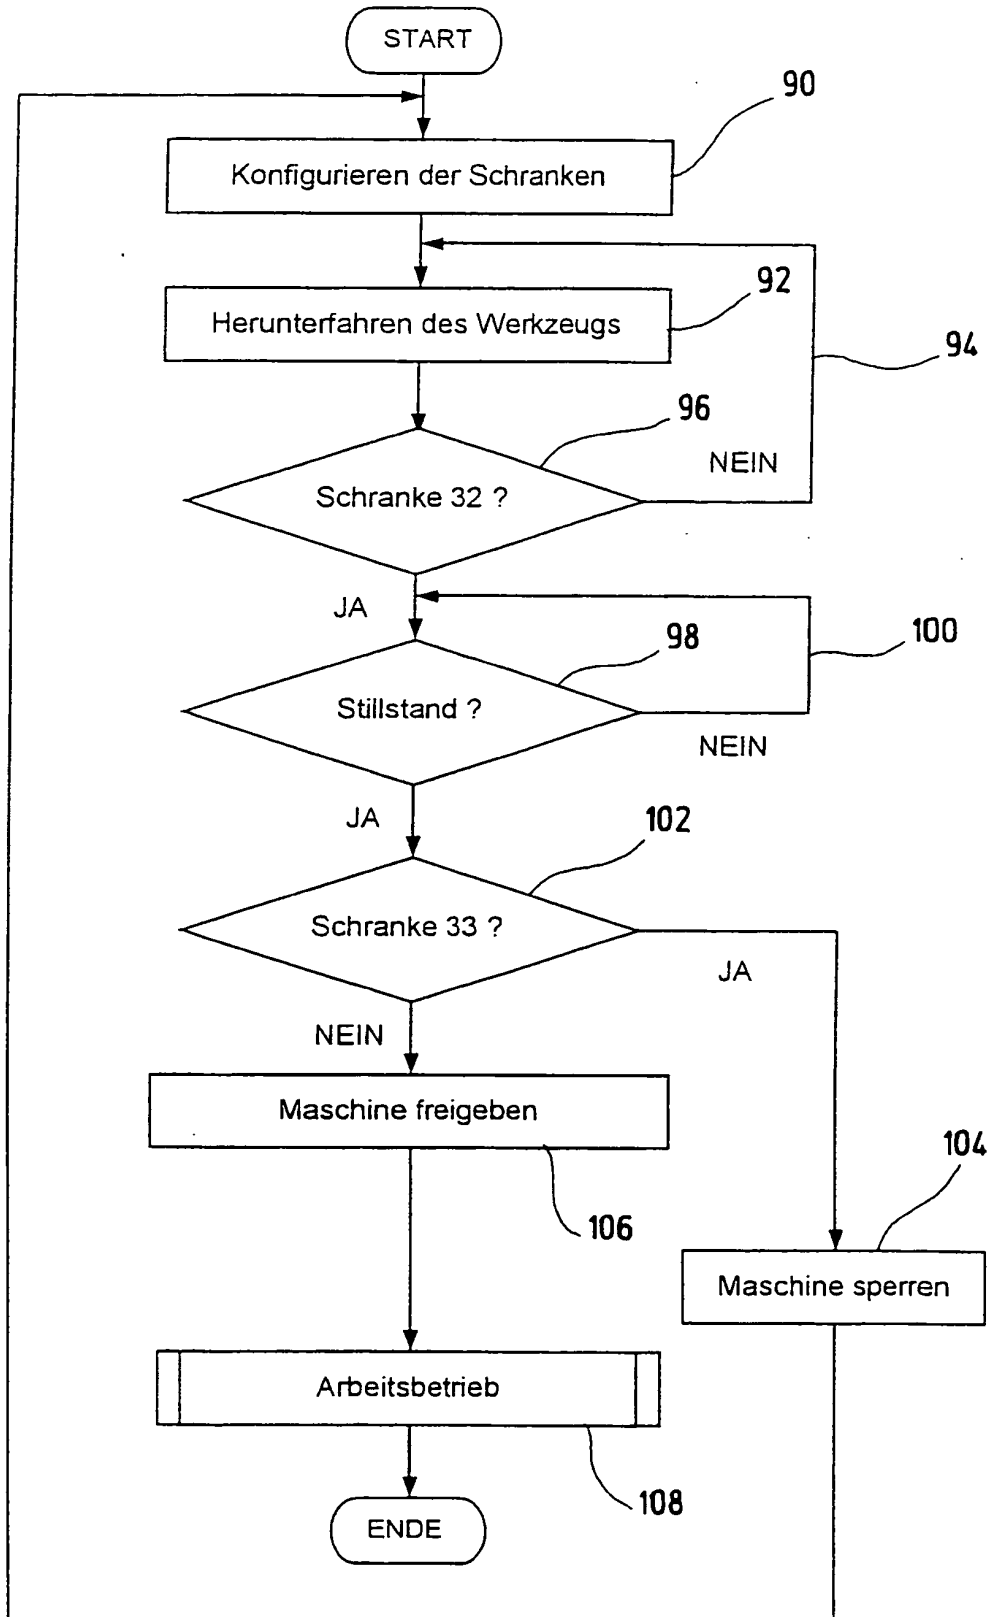 START
90
Konfigurieren der Schranken
92
Herunterfahren des Werkzeugs
94
96
NEIN
Schranke 32 ?
JA
100
98
Stillstand ?
NEIN
JA
102
Schranke 33 ?
JA
NEIN
Maschine freigeben
104
106
Maschine sperren
Arbeitsbetrieb
108
ENDE